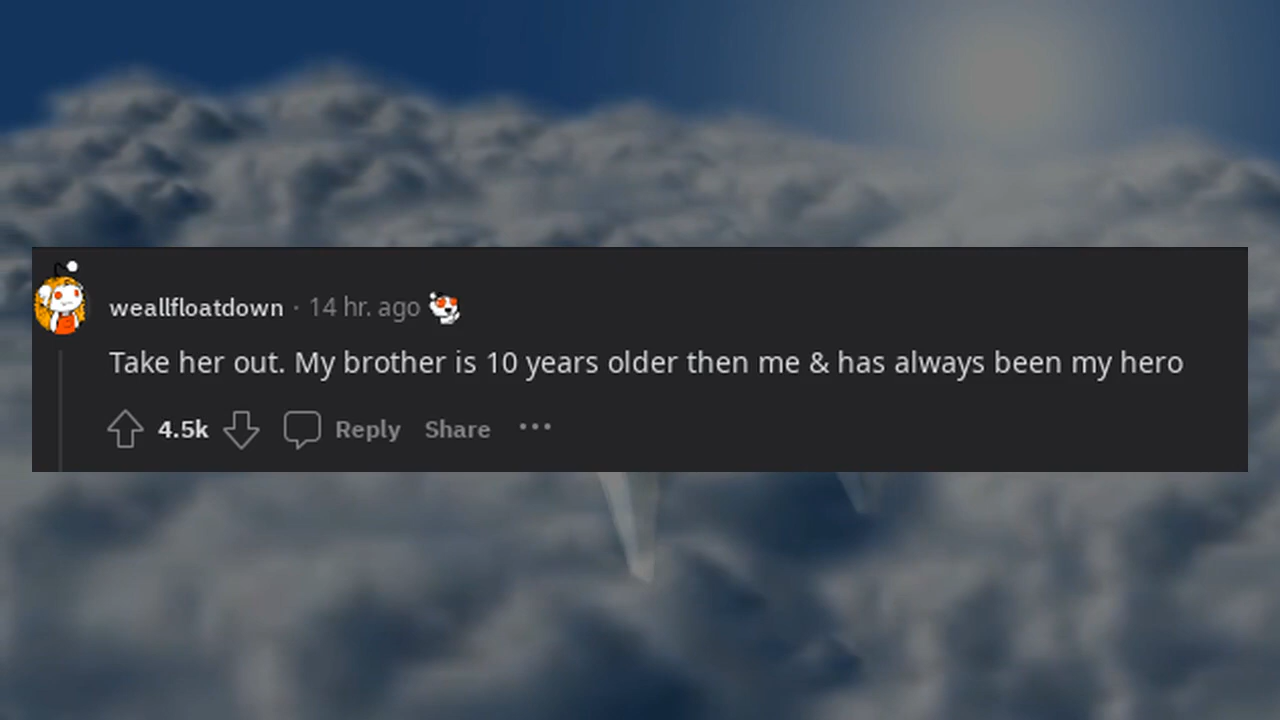 weallfloatdown · 14 hr. ago
Take her out. My brother is 10 years older then me & has always been my hero
4.5k Reply Share ···